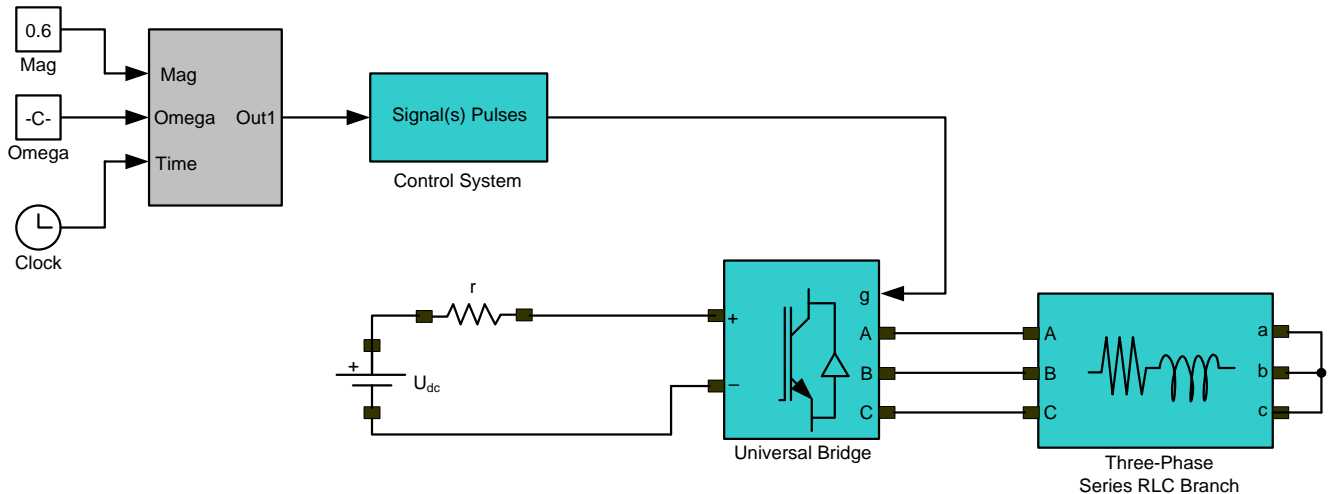 0.6
Mag
-C-
Omega
Clock
Mag
Omega
Time
Out1
Signal(s) Pulses
Control System
r
+
U_dc
+
−
g
A
B
C
Universal Bridge
A
B
C
a
b
c
Three-Phase
Series RLC Branch